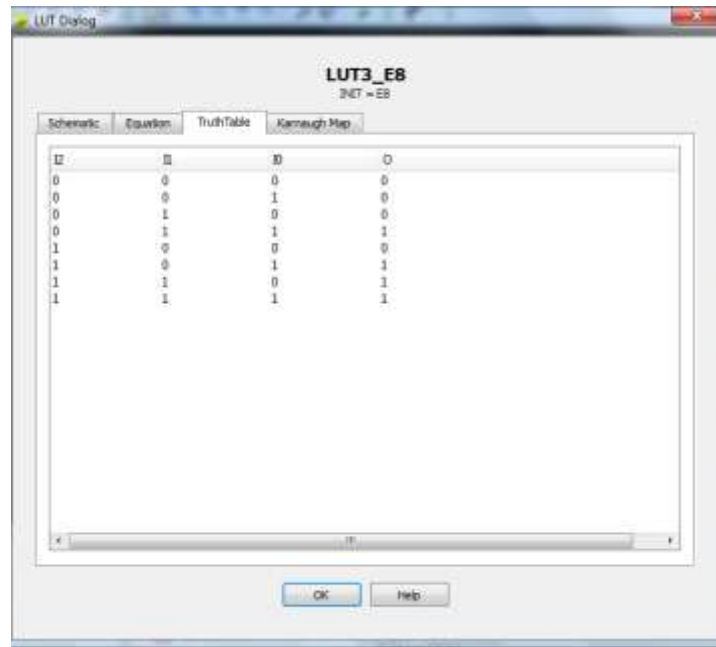 LUT Dialog
LUT3_E8
INIT = E8
Schematic Equation TruthTable Karnaugh Map
I2 I1 I0 O
0 0 0 0
0 0 1 0
0 1 0 0
0 1 1 1
1 0 0 0
1 0 1 1
1 1 0 1
1 1 1 1
OK Help